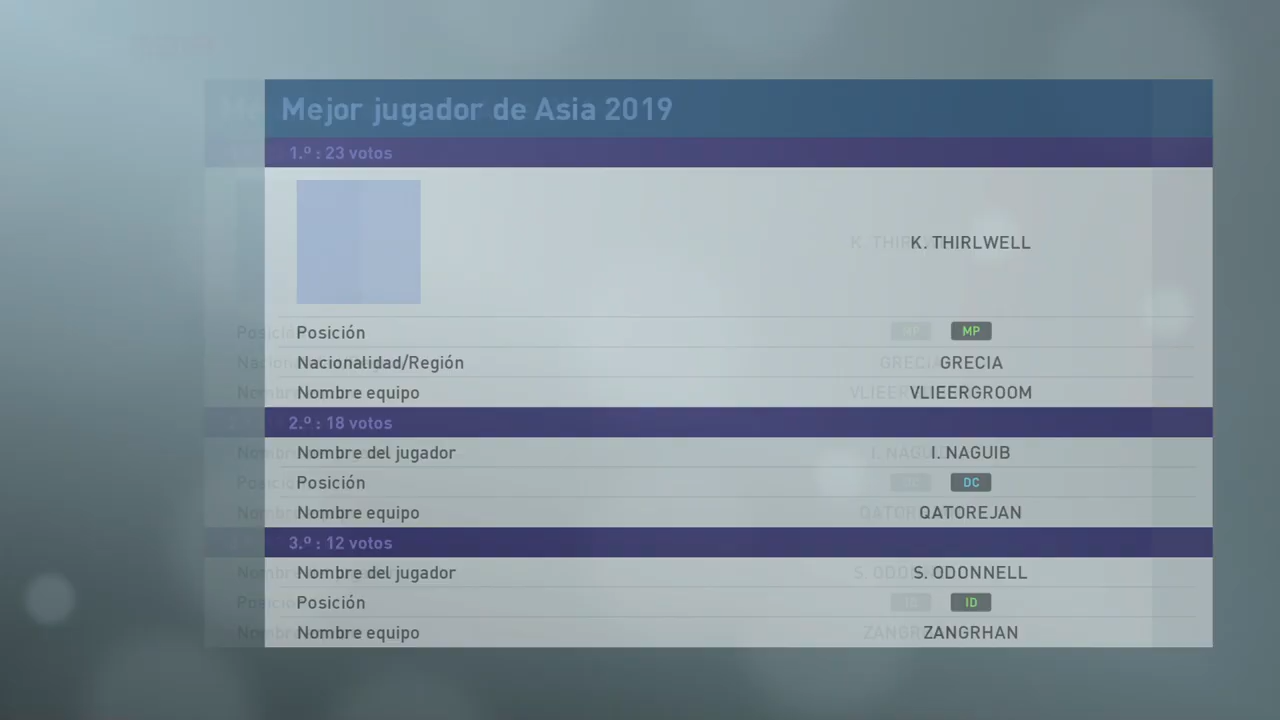 Mejor jugador de Asia 2019
1.º : 23 votos
K. THIRLWELL
Posición MP
Nacionalidad/Región GRECIA
Nombre equipo VLIEERGROOM
2.º : 18 votos
Nombre del jugador I. NAGUIB
Posición DC
Nombre equipo QATOREJAN
3.º : 12 votos
Nombre del jugador S. ODONNELL
Posición ID
Nombre equipo ZANGRHAN